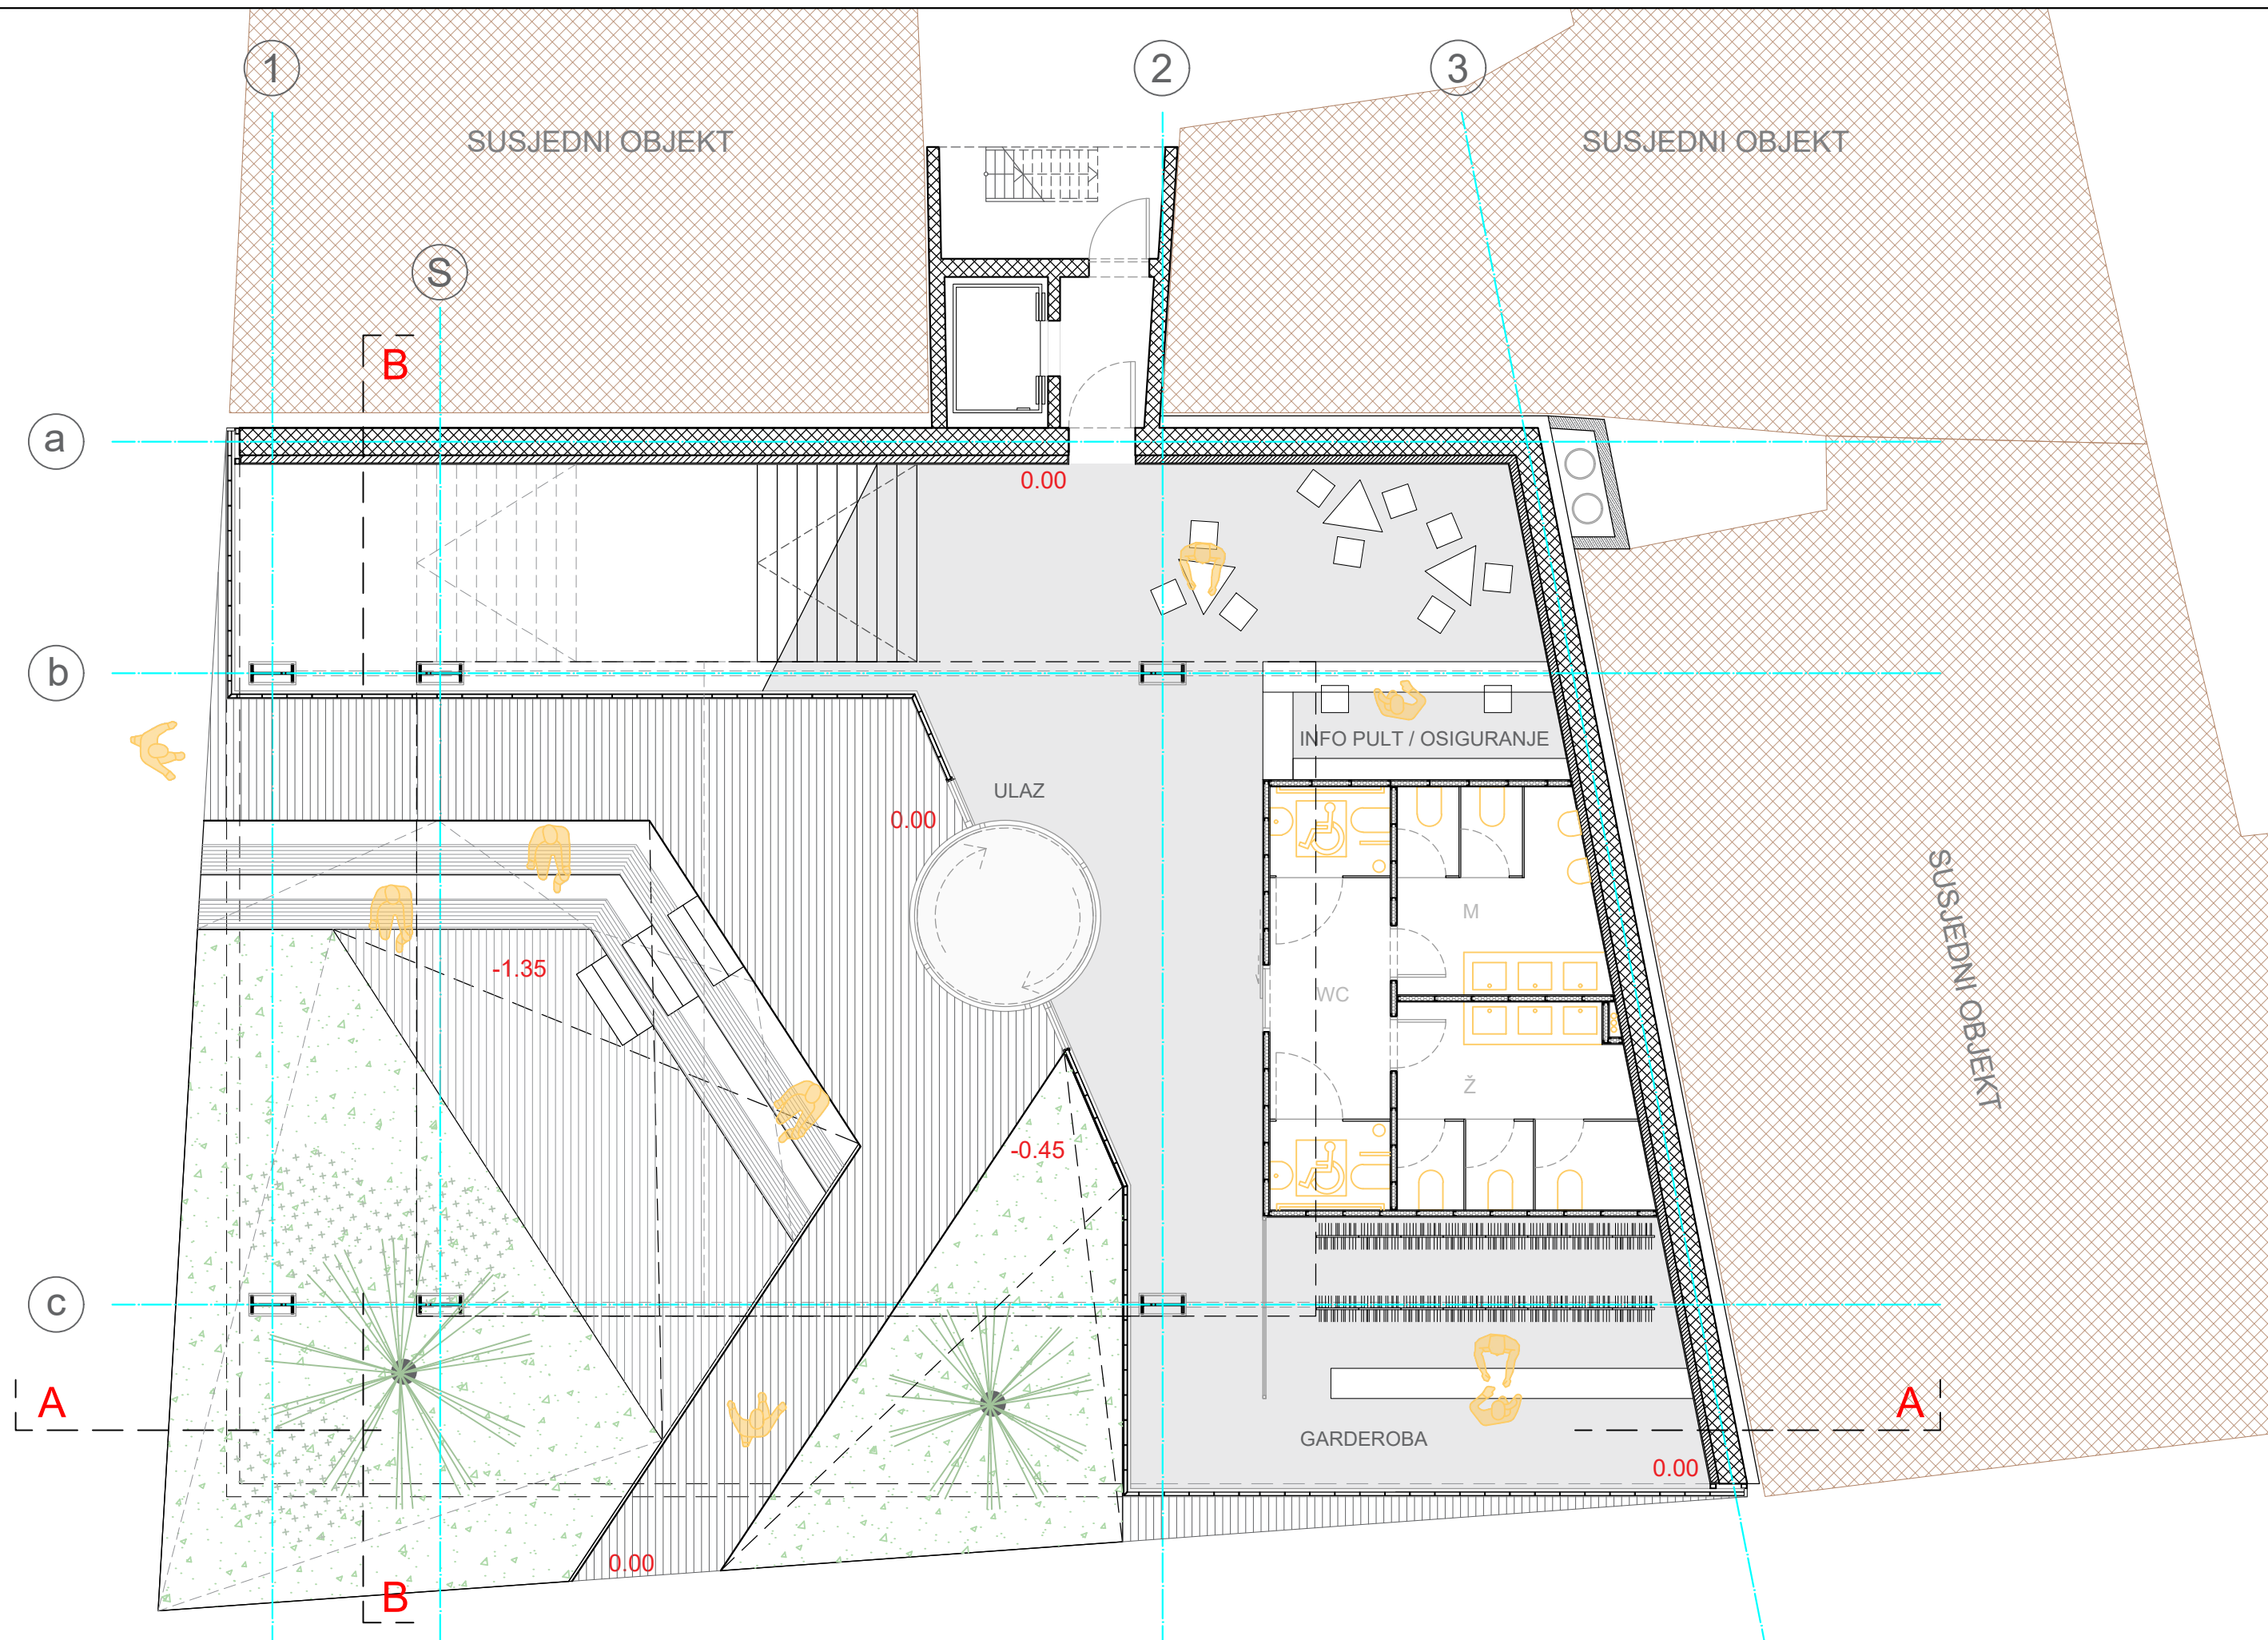 1
2
3
SUSJEDNI OBJEKT
SUSJEDNI OBJEKT
S
B
a
0.00
b
INFO PULT / OSIGURANJE
ULAZ
0.00
M
SUSJEDNI OBJEKT
-1.35
WC
Ž
-0.45
c
A
A
GARDEROBA
0.00
0.00
B